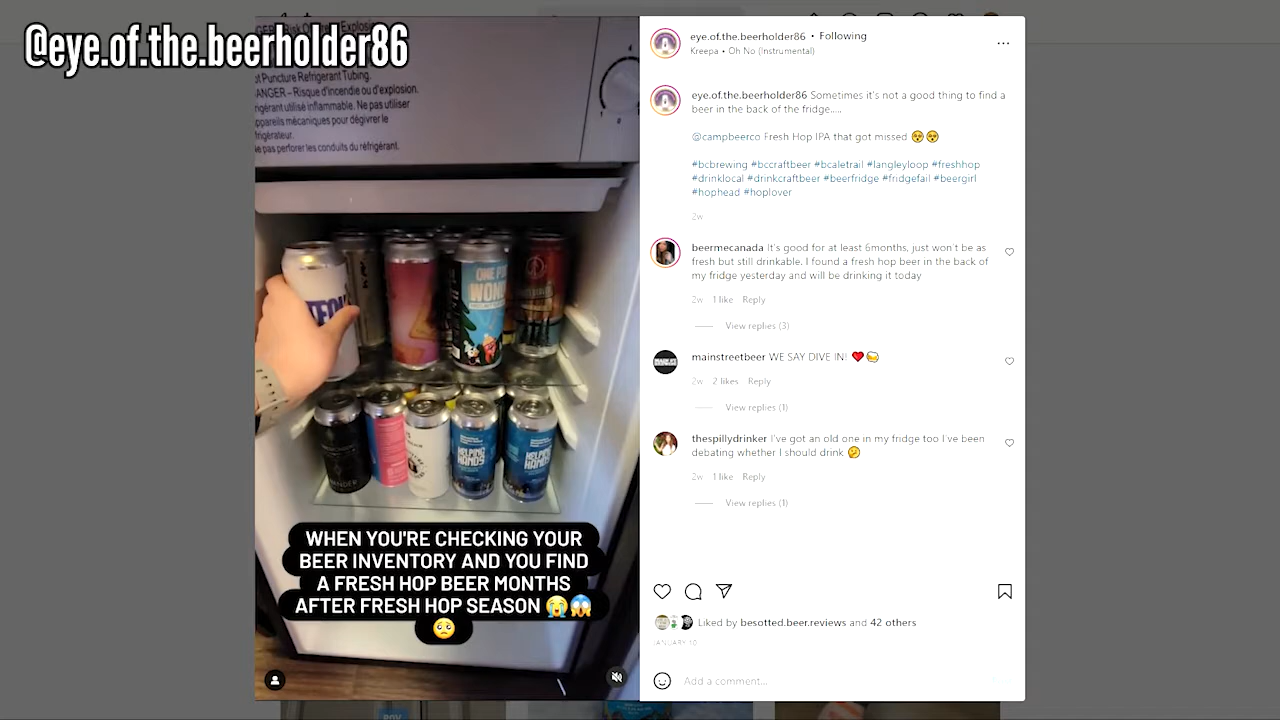 @eye.of.the.beerholder86
ot Puncture Refrigerant Tubing.
ANGER – Risque d'incendie ou d'explosion.
rigérant utilisé inflammable. Ne pas utiliser
appareils mécaniques pour dégivrer le
rigérateur.
Ne pas perforer les conduits du réfrigérant.
ONE F
WON
HELPING
HANDS
HELPING
HANDS
WINDER
WHEN YOU'RE CHECKING YOUR
BEER INVENTORY AND YOU FIND
A FRESH HOP BEER MONTHS
AFTER FRESH HOP SEASON 😭😱
🥺
eye.of.the.beerholder86 • Following
Kreepa • Oh No (Instrumental)
eye.of.the.beerholder86 Sometimes it's not a good thing to find a
beer in the back of the fridge.....
@campbeerco Fresh Hop IPA that got missed 😵😵
#bcbrewing #bccraftbeer #bcaletrail #langleyloop #freshhop
#drinklocal #drinkcraftbeer #beerfridge #fridgefail #beergirl
#hophead #hoplover
2w
beermecanada It's good for at least 6months, just won't be as
fresh but still drinkable. I found a fresh hop beer in the back of
my fridge yesterday and will be drinking it today
2w 1 like Reply
View replies (3)
mainstreetbeer WE SAY DIVE IN! ❤️🍻
2w 2 likes Reply
View replies (1)
thespillydrinker I've got an old one in my fridge too I've been
debating whether I should drink 🤔
2w 1 like Reply
View replies (1)
Liked by besotted.beer.reviews and 42 others
JANUARY 10
Add a comment...